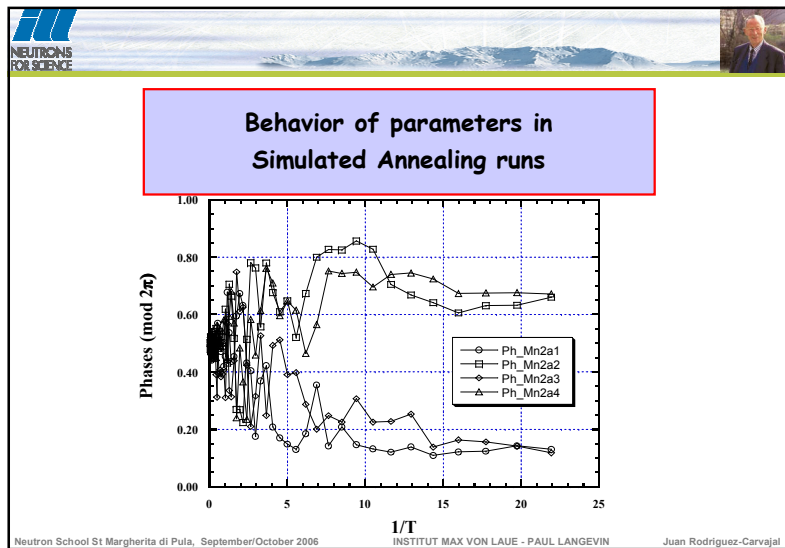 NEUTRONS
FOR SCIENCE
Behavior of parameters in
Simulated Annealing runs
1.00
0.80
0.60
0.40
0.20
0.00
Phases (mod 2π)
Ph_Mn2a1
Ph_Mn2a2
Ph_Mn2a3
Ph_Mn2a4
0 5 10 15 20 25
1/T
Neutron School St Margherita di Pula, September/October 2006 INSTITUT MAX VON LAUE - PAUL LANGEVIN Juan Rodriguez-Carvajal